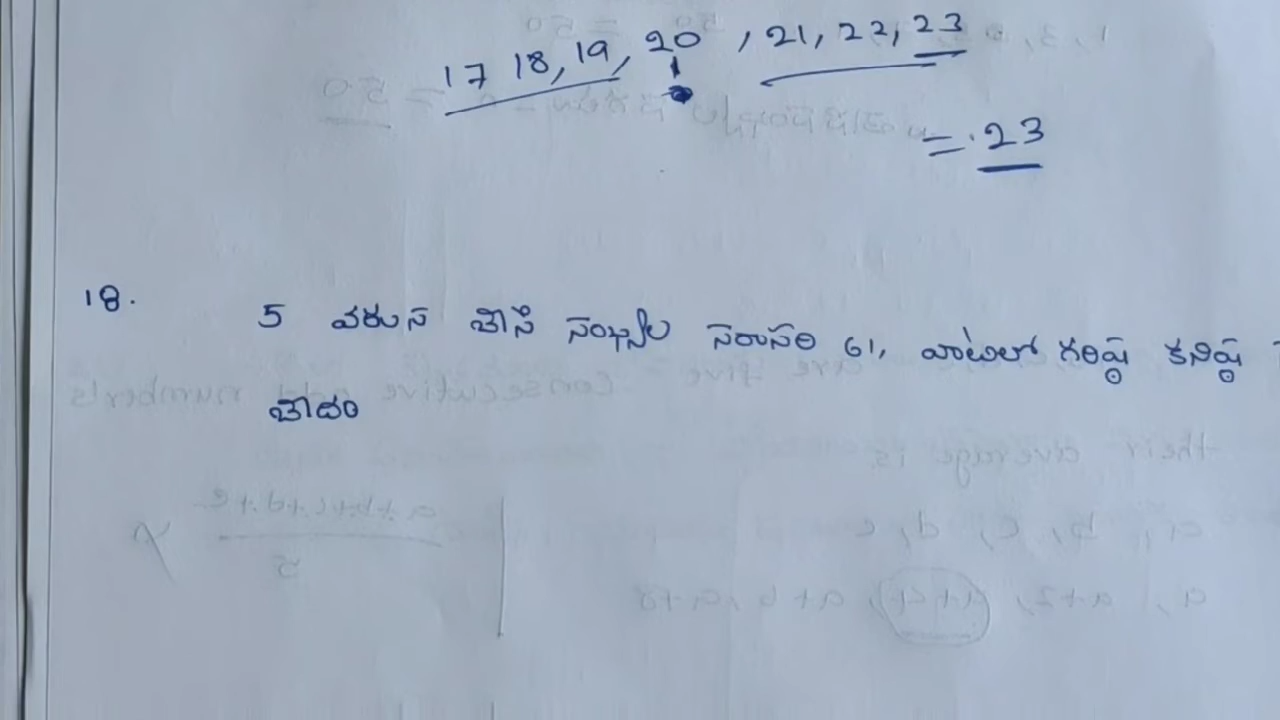 17 18, 19, 20 , 21, 22, 23
= 23
18.
5 వరుస బేసి సంఖ్యల సరాసరి 61, వాటిలో గరిష్ఠ కనిష్ఠ
భేదం